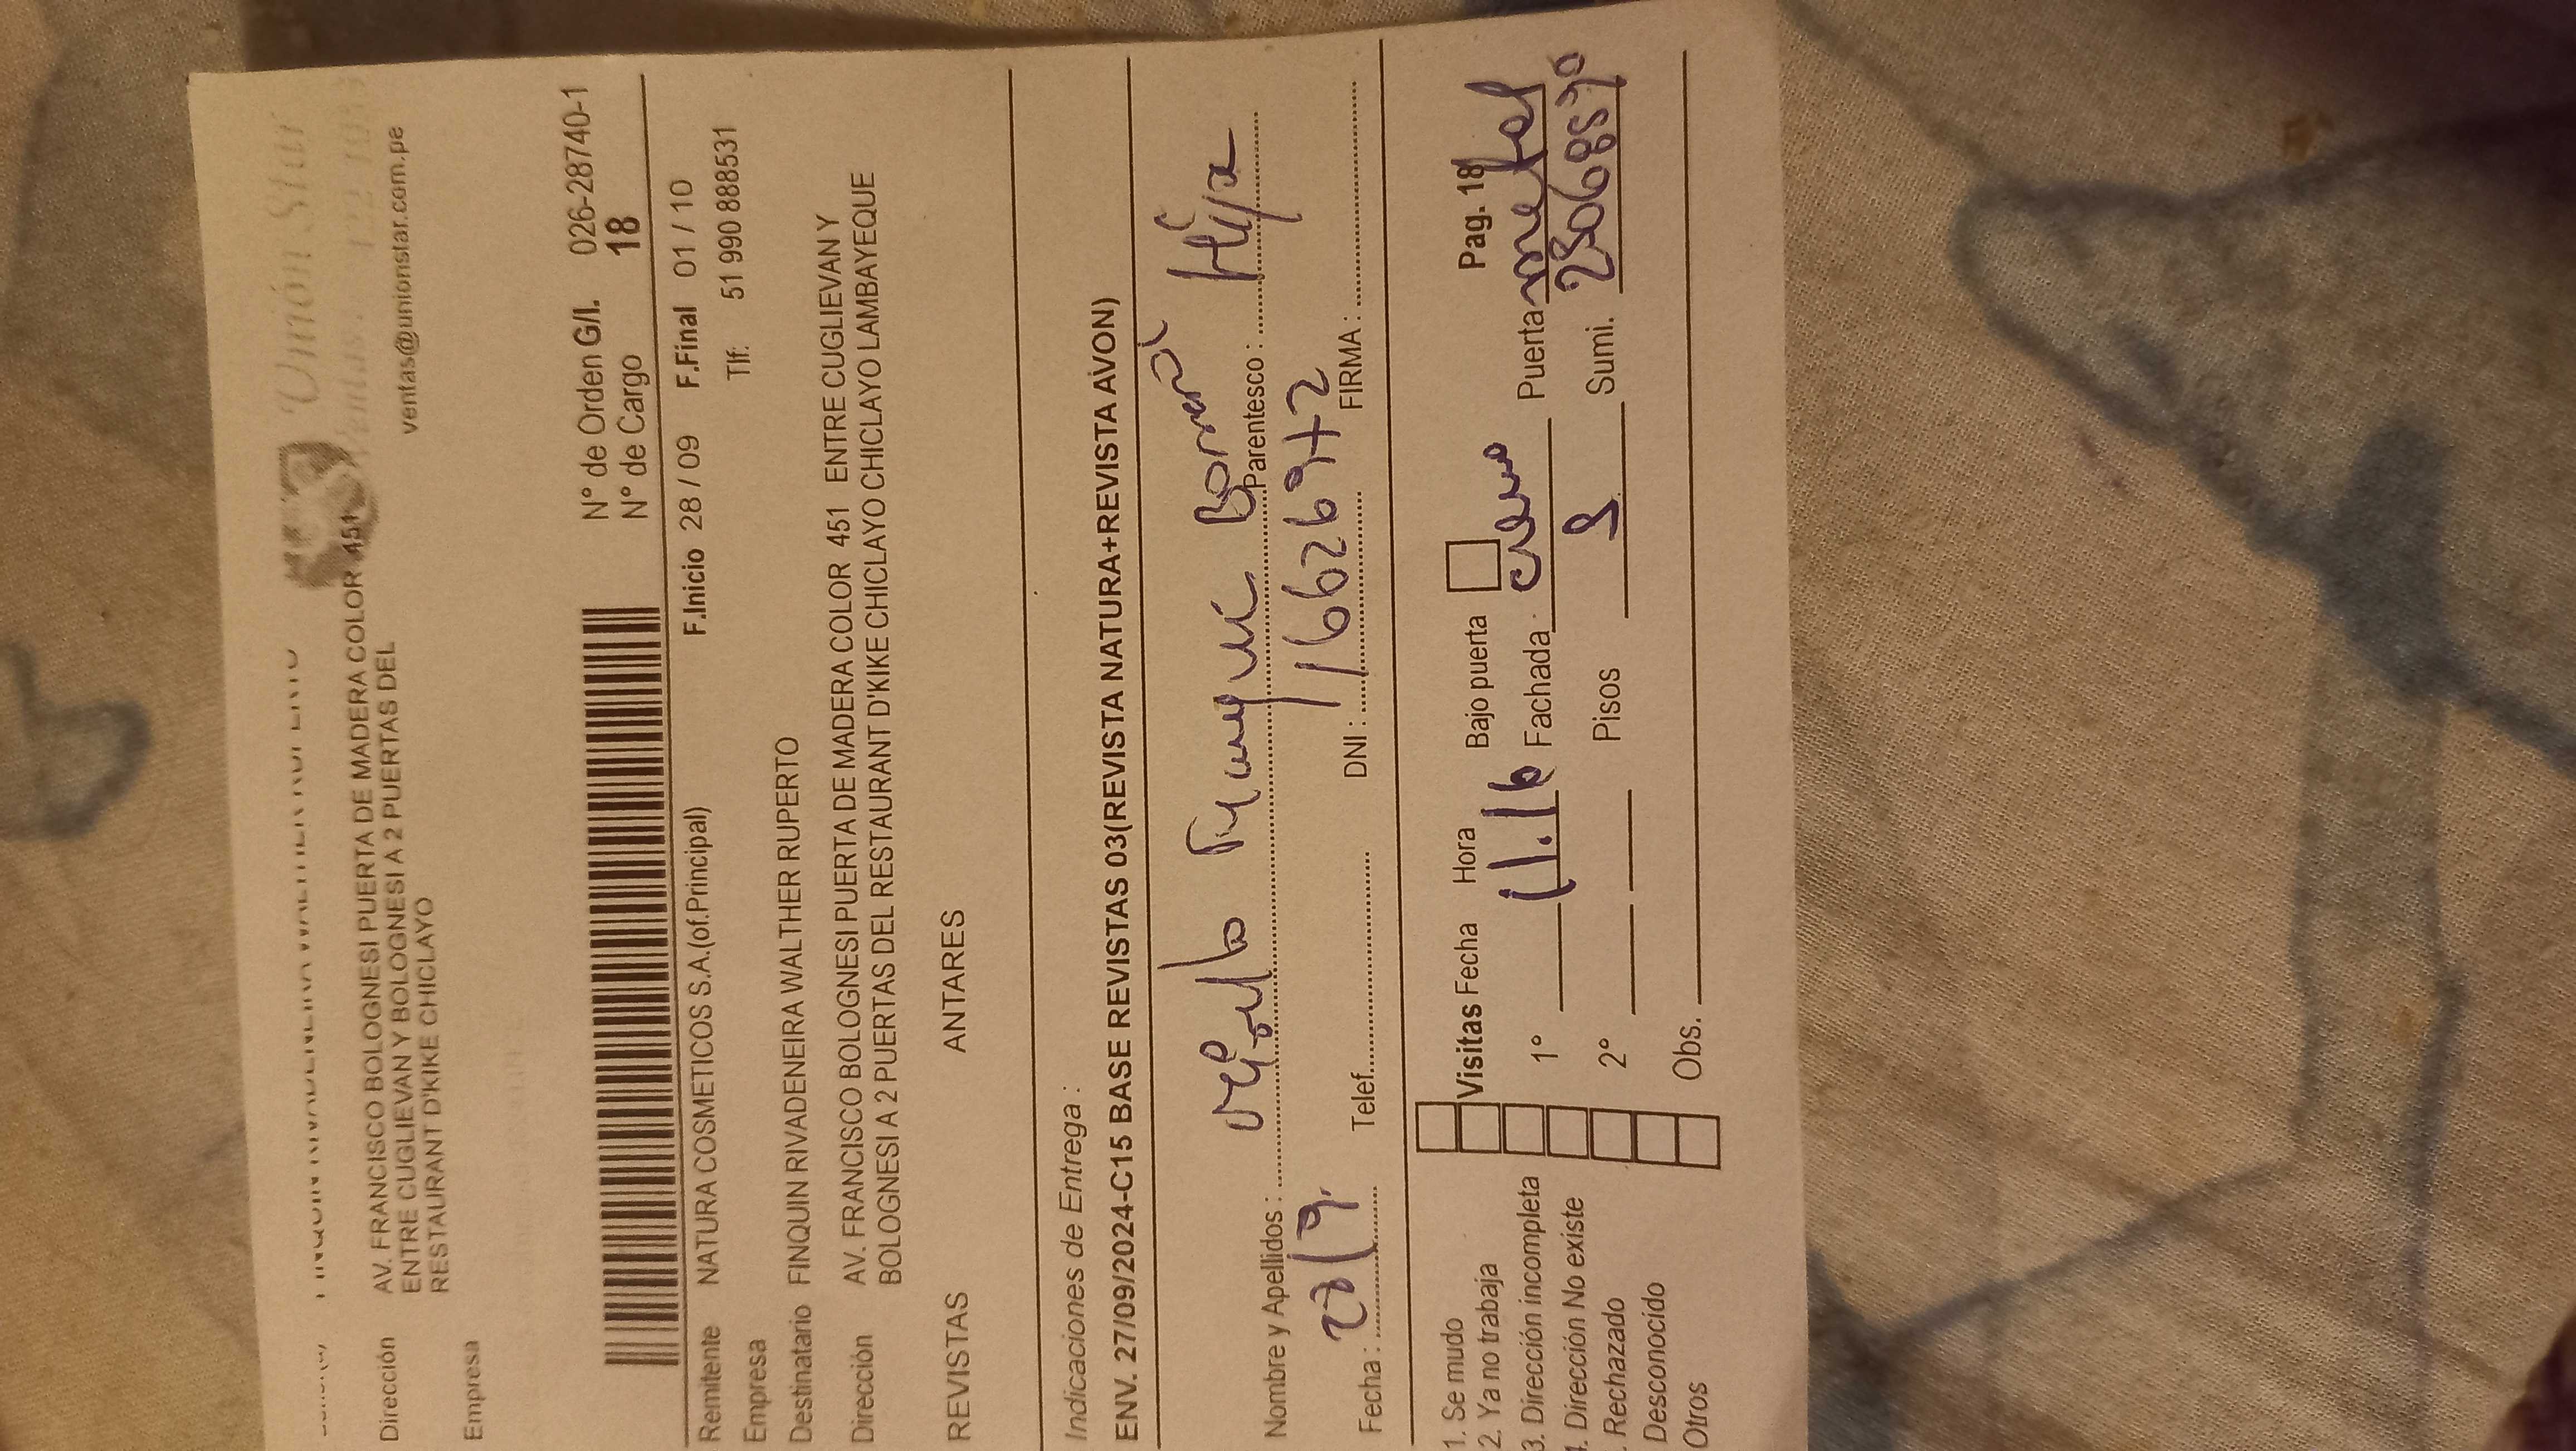 Unión Star
ventas@unionstar.com.pe
Dirección AV. FRANCISCO BOLOGNESI PUERTA DE MADERA COLOR 451
ENTRE CUGLIEVAN Y BOLOGNESI A 2 PUERTAS DEL
RESTAURANT D'KIKE CHICLAYO
Empresa
N° de Orden G/I. 026-28740-1
N° de Cargo 18
Remitente NATURA COSMETICOS S.A.(of.Principal) F.Inicio 28 / 09 F.Final 01 / 10
Empresa Tlf: 51 990 888531
Destinatario FINQUIN RIVADENEIRA WALTHER RUPERTO
Dirección AV. FRANCISCO BOLOGNESI PUERTA DE MADERA COLOR 451 ENTRE CUGLIEVAN Y
BOLOGNESI A 2 PUERTAS DEL RESTAURANT D'KIKE CHICLAYO CHICLAYO LAMBAYEQUE
REVISTAS ANTARES
Indicaciones de Entrega :
ENV. 27/09/2024-C15 BASE REVISTAS 03(REVISTA NATURA+REVISTA AVON)
Nombre y Apellidos : Parentesco : Hija
Fecha : Telef. DNI : FIRMA :
1. Se mudo
2. Ya no trabaja
3. Dirección incompleta
. Dirección No existe
. Rechazado
Desconocido
Otros
Visitas Fecha Hora Bajo puerta Pag. 18
1° 11.16 Fachada Crema Puerta metal
2° Pisos Sumi.
Obs.